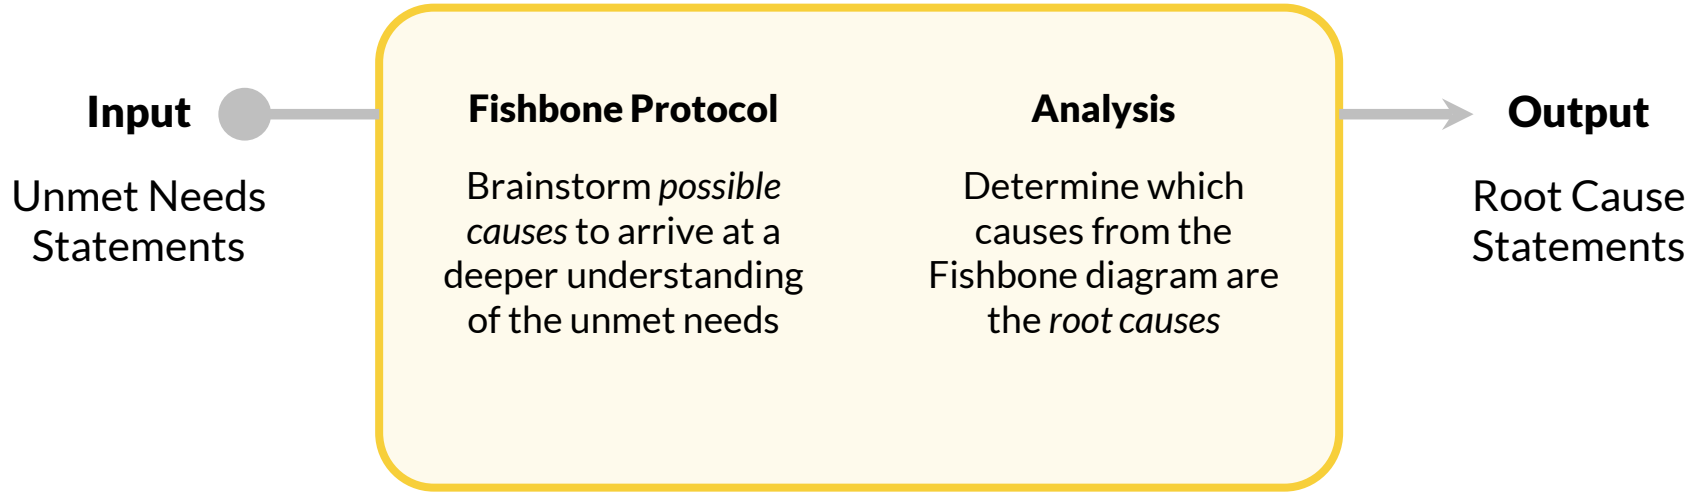 Input
Unmet Needs
Statements
Fishbone Protocol
Brainstorm possible
causes to arrive at a
deeper understanding
of the unmet needs
Analysis
Determine which
causes from the
Fishbone diagram are
the root causes
Output
Root Cause
Statements